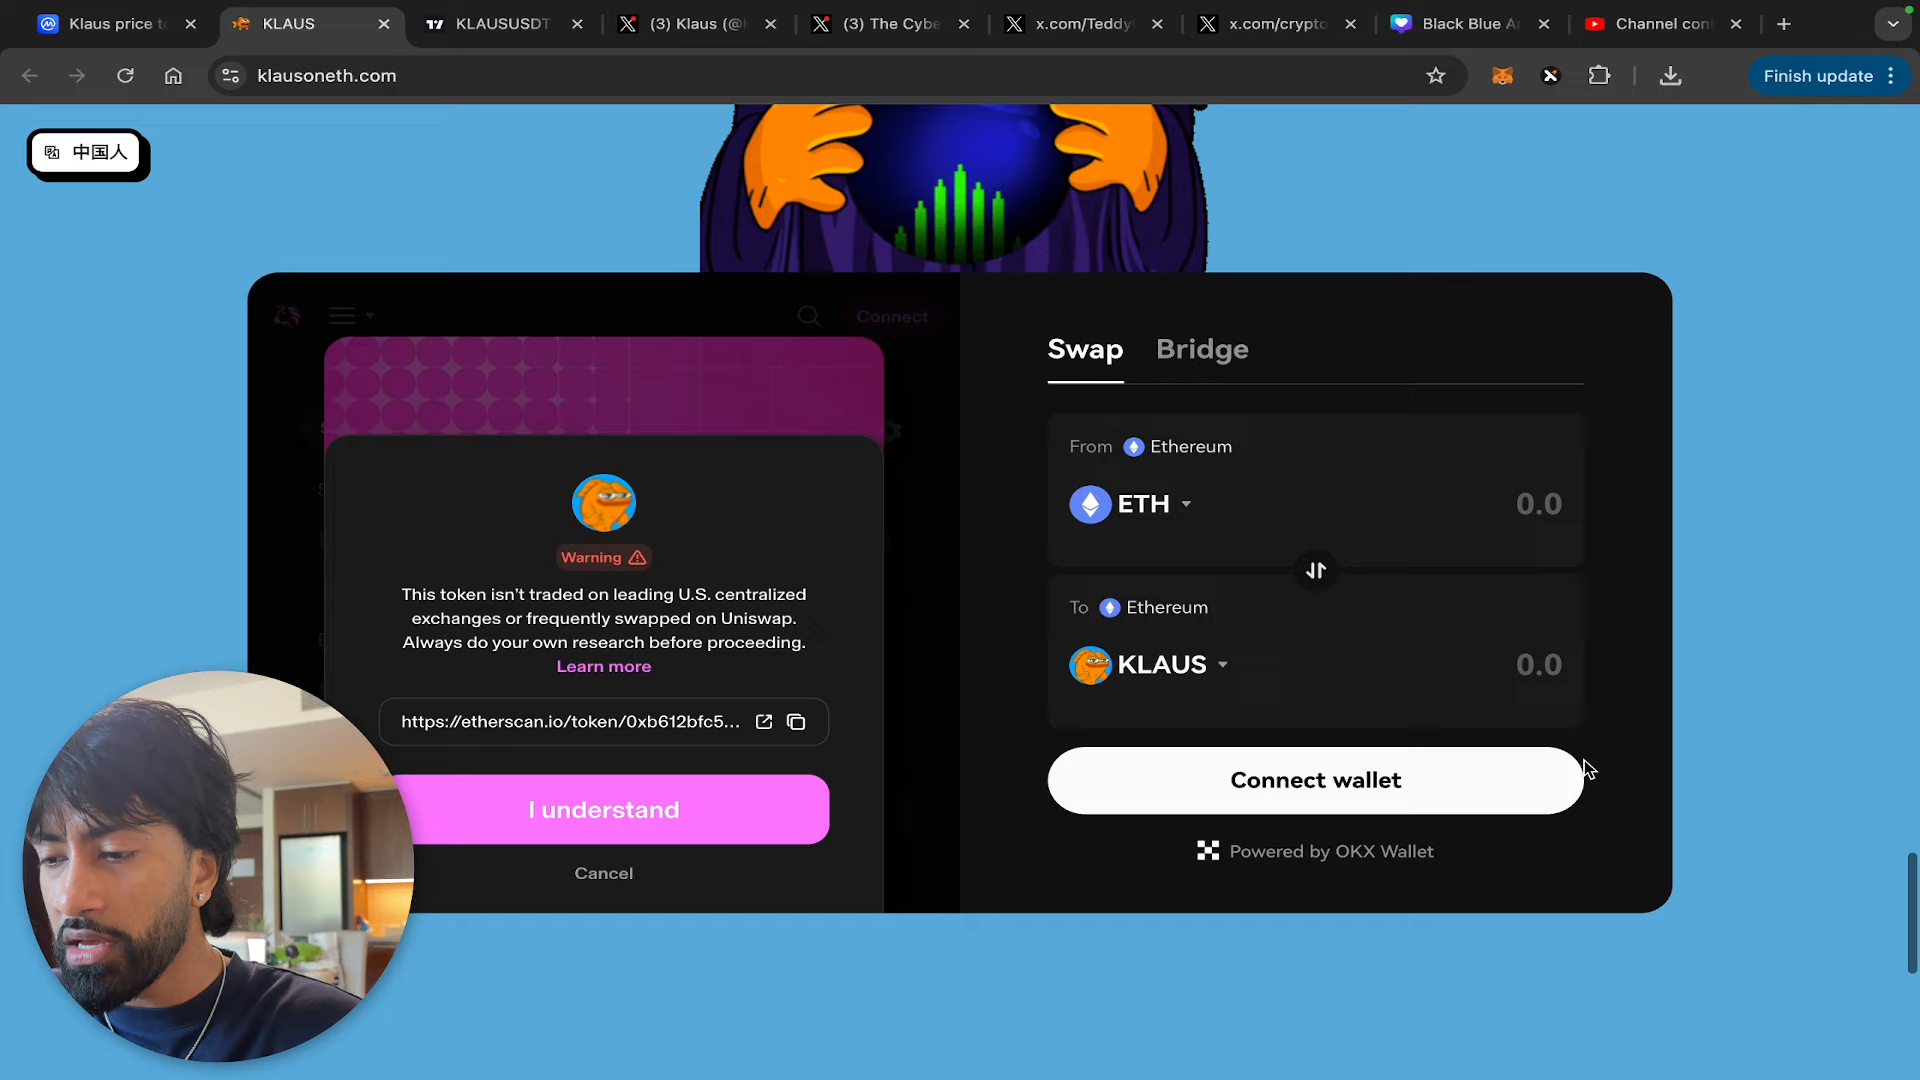 Klaus price to
KLAUS
KLAUSUSDT
(3) Klaus (@
(3) The Cybe
x.com/Teddy
x.com/crypto
Black Blue A
Channel con
klausoneth.com
Finish update
中国人
Connect
Warning
This token isn't traded on leading U.S. centralized
exchanges or frequently swapped on Uniswap.
Always do your own research before proceeding.
Learn more
https://etherscan.io/token/0xb612bfc5...
I understand
Cancel
Swap Bridge
From Ethereum
ETH 0.0
To Ethereum
KLAUS 0.0
Connect wallet
Powered by OKX Wallet